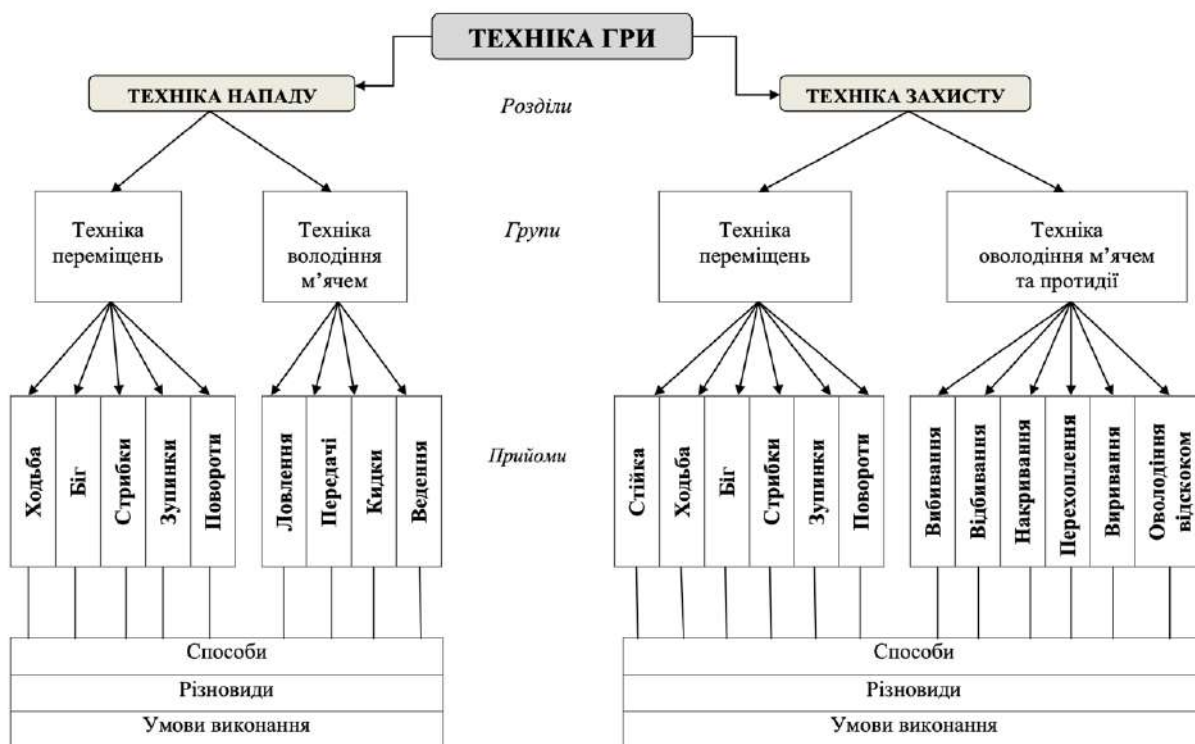 ТЕХНІКА ГРИ
ТЕХНІКА НАПАДУ
Розділи
ТЕХНІКА ЗАХИСТУ
Техніка
переміщень
Техніка
володіння
м’ячем
Групи
Техніка
переміщень
Техніка
оволодіння м’ячем
та протидії
Ходьба
Біг
Стрибки
Зупинки
Повороти
Ловлення
Передачі
Кидки
Ведення
Прийоми
Стійка
Ходьба
Біг
Стрибки
Зупинки
Повороти
Вибивання
Відбивання
Накривання
Перехоплення
Виривання
Оволодіння
відскоком
Способи
Різновиди
Умови виконання
Способи
Різновиди
Умови виконання